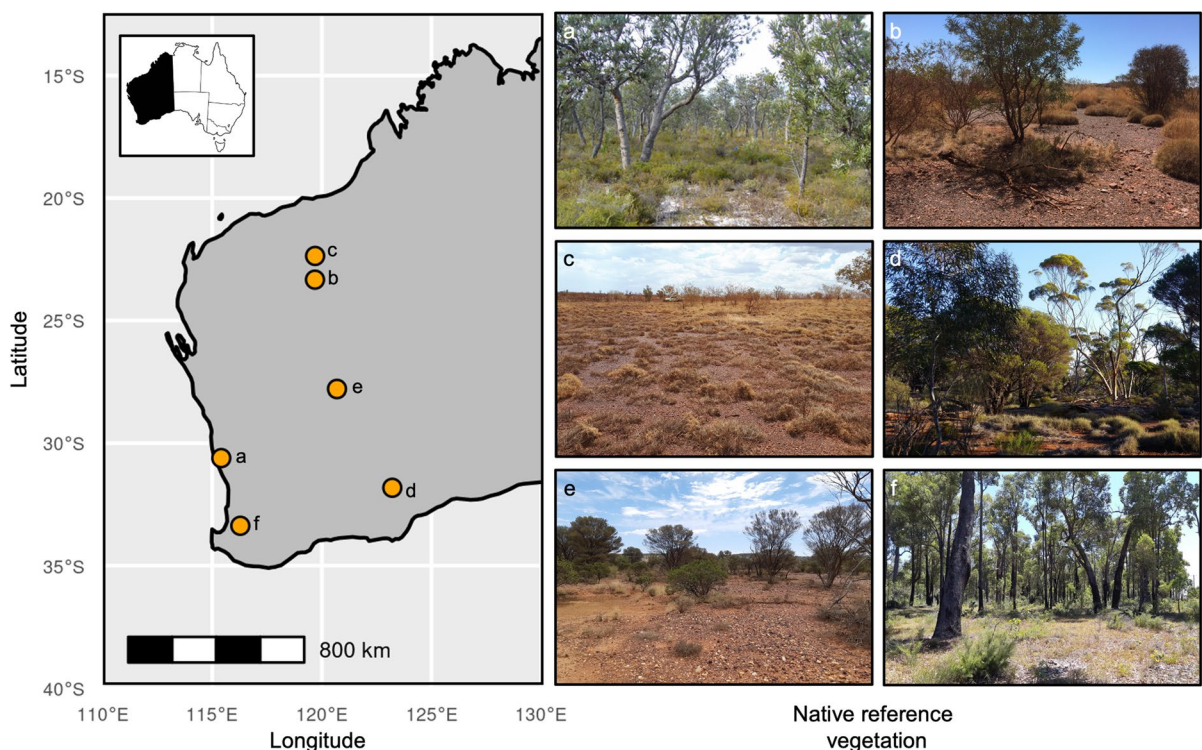 15°S
20°S
25°S
30°S
35°S
40°S
Latitude
c
b
e
a
d
f
800 km
110°E 115°E 120°E 125°E 130°E
Longitude
a
b
c
d
e
f
Native reference
vegetation